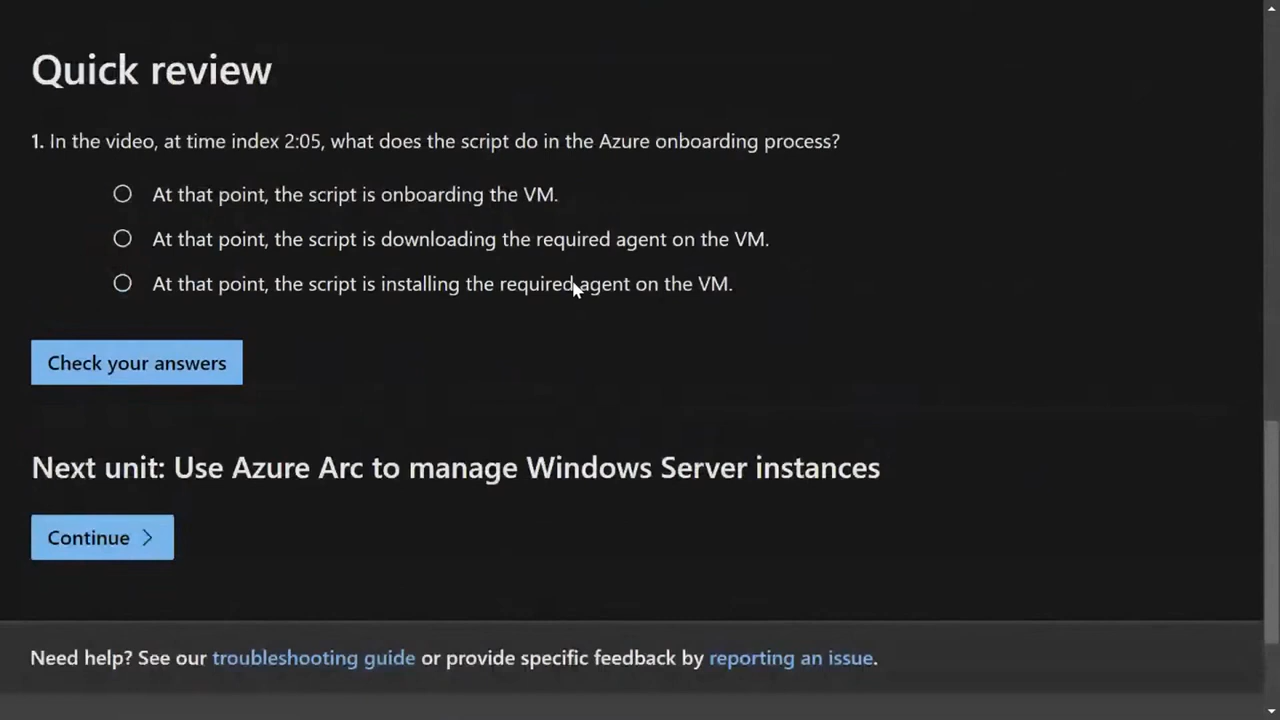 Quick review
1. In the video, at time index 2:05, what does the script do in the Azure onboarding process?
At that point, the script is onboarding the VM.
At that point, the script is downloading the required agent on the VM.
At that point, the script is installing the required agent on the VM.
Check your answers
Next unit: Use Azure Arc to manage Windows Server instances
Continue
Need help? See our troubleshooting guide or provide specific feedback by reporting an issue.